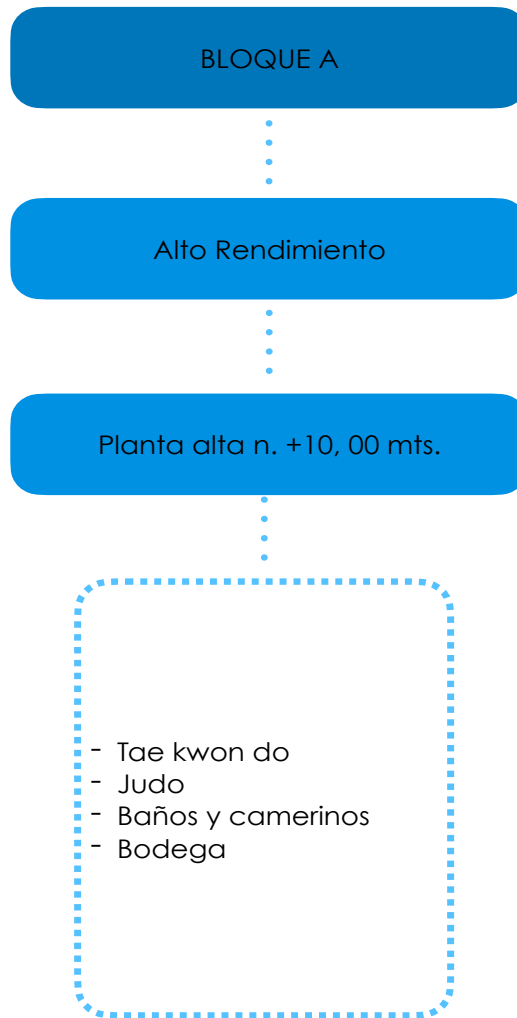 BLOQUE A
Alto Rendimiento
Planta alta n. +10, 00 mts.
- Tae kwon do
- Judo
- Baños y camerinos
- Bodega